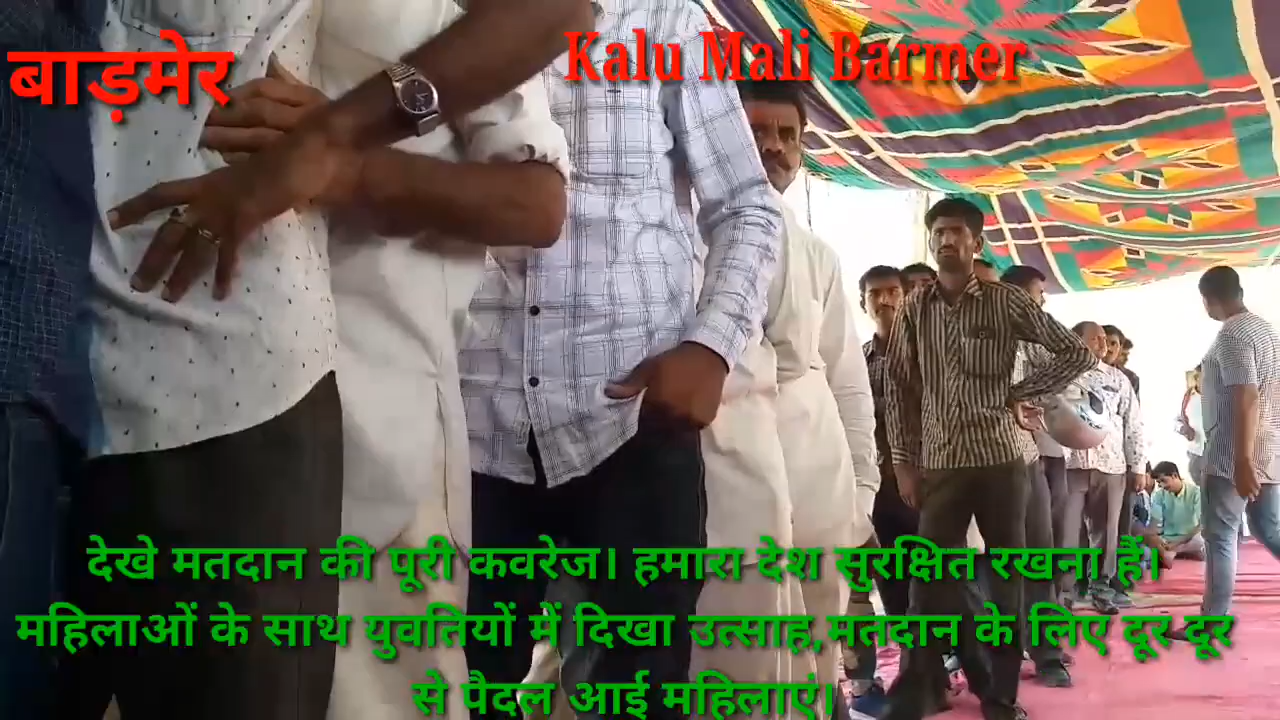 बाड़मेर
Kalu Mali Barmer
देखे मतदान की पूरी कवरेज। हमारा देश सुरक्षित रखना हैं।
महिलाओं के साथ युवतियों में दिखा उत्साह,मतदान के लिए दूर दूर
से पैदल आई महिलाएं।